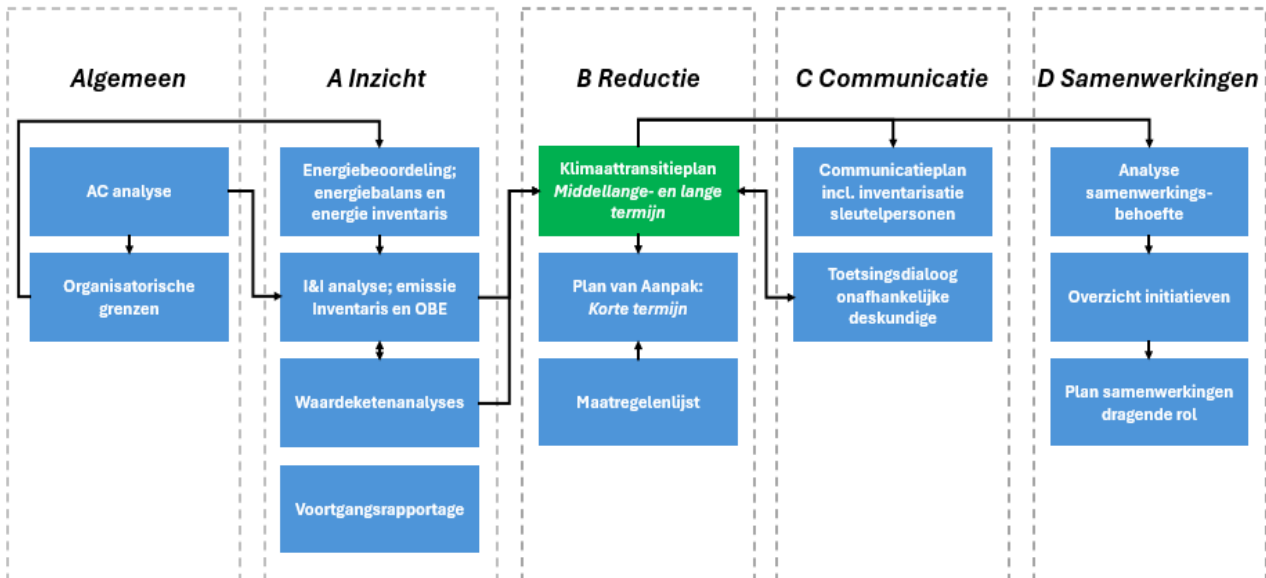 Algemeen
AC analyse
Organisatorische
grenzen
A Inzicht
Energiebeoordeling;
energiebalans en
energie inventaris
I&I analyse; emissie
Inventaris en OBE
Waardeketenanalyses
Voortgangsrapportage
B Reductie
Klimaattransitieplan
Middellange- en lange
termijn
Plan van Aanpak:
Korte termijn
Maatregelenlijst
C Communicatie
Communicatieplan
incl. inventarisatie
sleutelpersonen
Toetsingsdialoog
onafhankelijke
deskundige
D Samenwerkingen
Analyse
samenwerkings-
behoefte
Overzicht initiatieven
Plan samenwerkingen
dragende rol